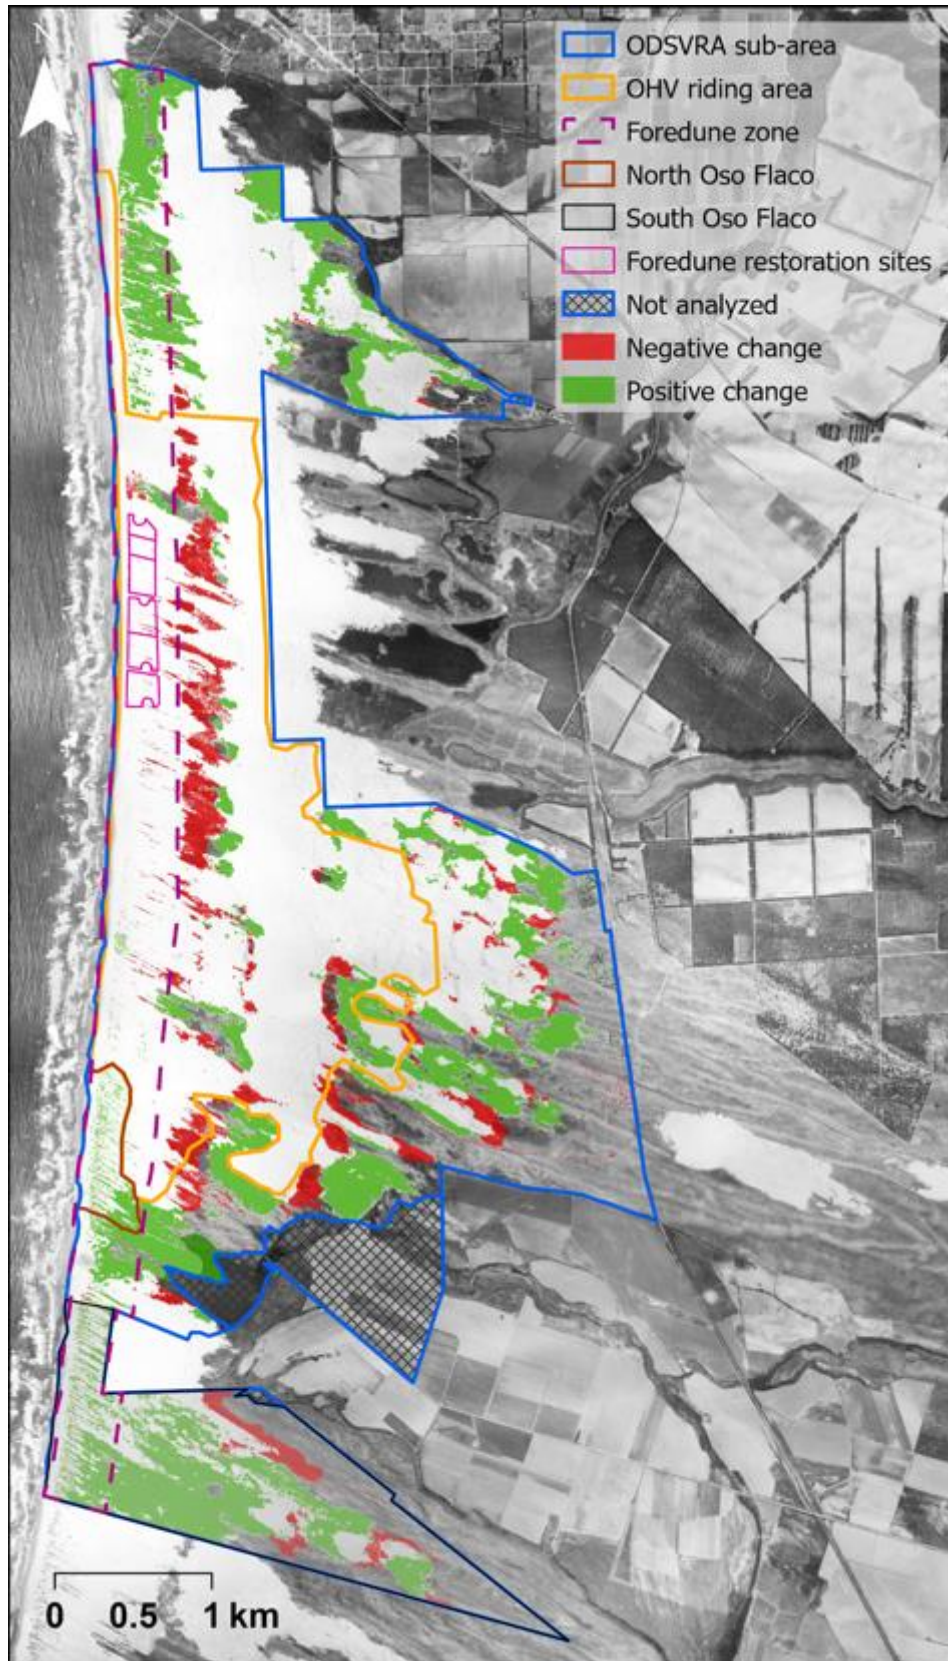 ODSVRA sub-area
OHV riding area
Foredune zone
North Oso Flaco
South Oso Flaco
Foredune restoration sites
Not analyzed
Negative change
Positive change
0 0.5 1 km